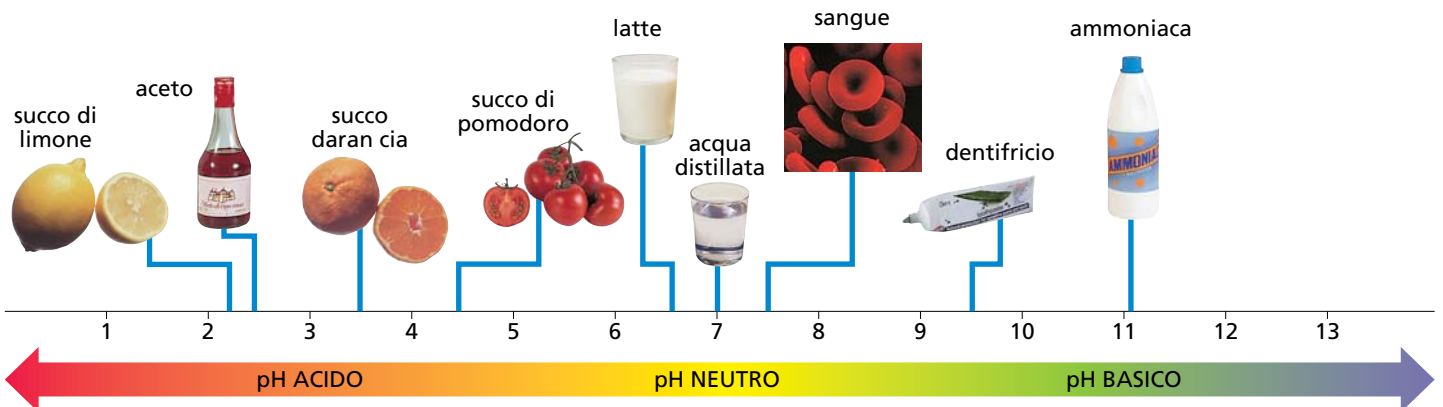 succo di
limone
aceto
succo
daran cia
succo di
pomodoro
latte
acqua
distillata
sangue
dentifricio
ammoniaca
AMMONIA
1 2 3 4 5 6 7 8 9 10 11 12 13
pH ACIDO pH NEUTRO pH BASICO